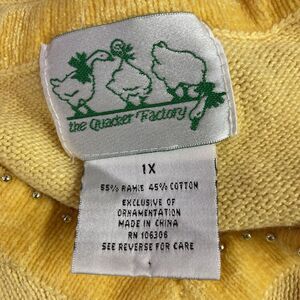 the Quacker Factory
1X
55% RAMIE 45% COTTON
EXCLUSIVE OF
ORNAMENTATION
MADE IN CHINA
RN 106306
SEE REVERSE FOR CARE